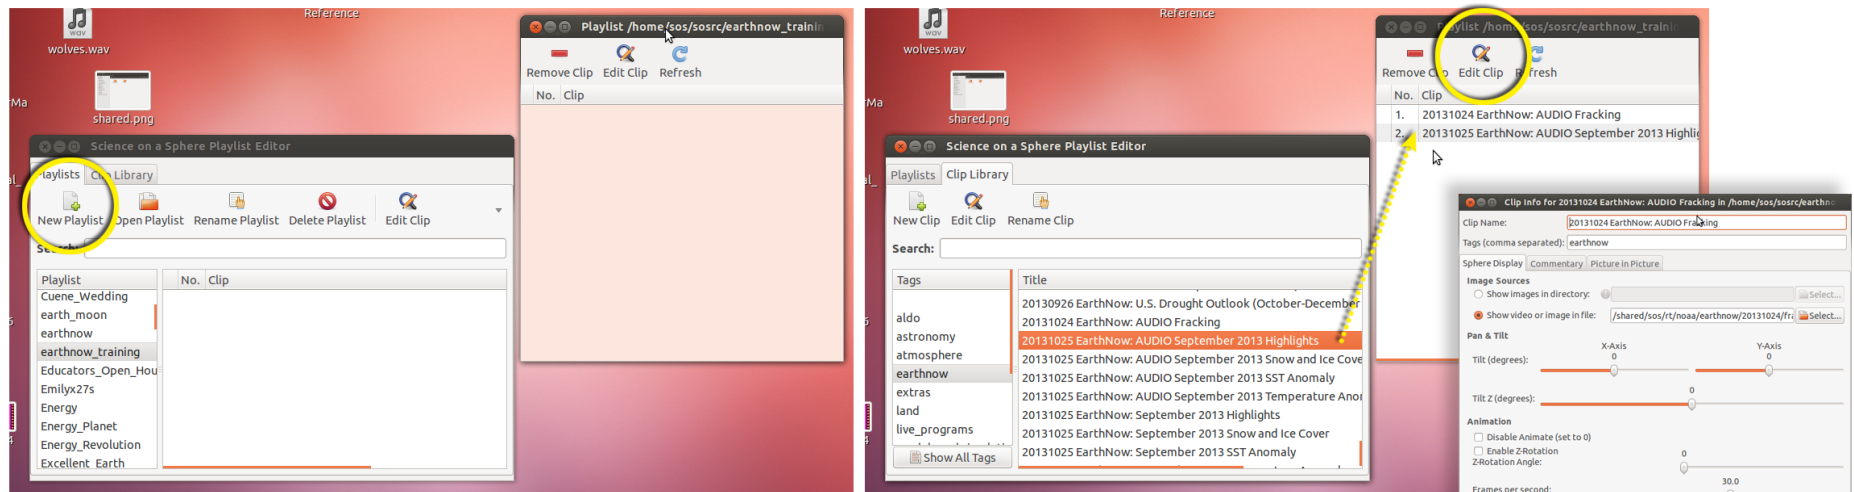 Reference
wolves.wav
shared.png
Playlist /home/sos/sosrc/earthnow_trainin
Remove Clip Edit Clip Refresh
No. Clip
Science on a Sphere Playlist Editor
Playlists Clip Library
New Playlist Open Playlist Rename Playlist Delete Playlist Edit Clip
Search:
Playlist
No. Clip
Cuene_Wedding
earth_moon
earthnow
earthnow_training
Educators_Open_Hou
Emilyx27s
Energy
Energy_Planet
Energy_Revolution
Excellent_Earth
Reference
wolves.wav
shared.png
Playlist /home/sos/sosrc/earthnow_trainin
Remove Clip Edit Clip Refresh
No. Clip
1. 20131024 EarthNow: AUDIO Fracking
2. 20131025 EarthNow: AUDIO September 2013 Highlig
Science on a Sphere Playlist Editor
Playlists Clip Library
New Clip Edit Clip Rename Clip
Search:
Tags
aldo
astronomy
atmosphere
earthnow
extras
land
live_programs
Show All Tags
Title
20130926 EarthNow: U.S. Drought Outlook (October-December
20131024 EarthNow: AUDIO Fracking
20131025 EarthNow: AUDIO September 2013 Highlights
20131025 EarthNow: AUDIO September 2013 Snow and Ice Cove
20131025 EarthNow: AUDIO September 2013 SST Anomaly
20131025 EarthNow: AUDIO September 2013 Temperature Anor
20131025 EarthNow: September 2013 Highlights
20131025 EarthNow: September 2013 Snow and Ice Cover
20131025 EarthNow: September 2013 SST Anomaly
Clip Info for 20131024 EarthNow: AUDIO Fracking in /home/sos/sosrc/earthno
Clip Name: 20131024 EarthNow: AUDIO Fracking
Tags (comma separated): earthnow
Sphere Display Commentary Picture in Picture
Image Sources
Show images in directory: Select...
Show video or image in file: /shared/sos/rt/noaa/earthnow/20131024/fra Select...
Pan & Tilt
X-Axis Y-Axis
Tilt (degrees): 0 0
Tilt Z (degrees): 0
Animation
Disable Animate (set to 0)
Enable Z-Rotation
Z-Rotation Angle: 0
Frames per second: 30.0